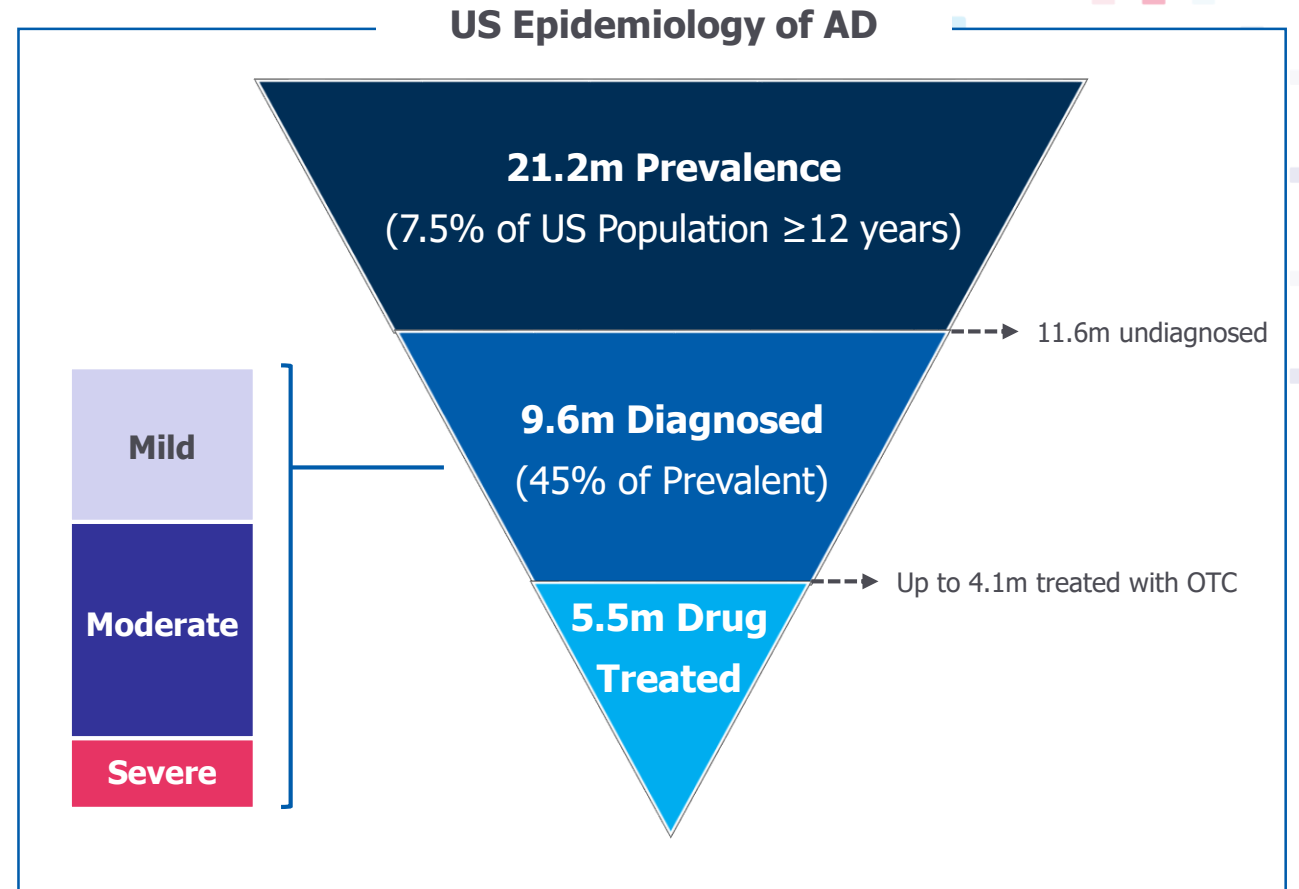 US Epidemiology of AD
21.2m Prevalence
(7.5% of US Population ≥12 years)
11.6m undiagnosed
9.6m Diagnosed
(45% of Prevalent)
Mild
Moderate
Severe
Up to 4.1m treated with OTC
5.5m Drug
Treated